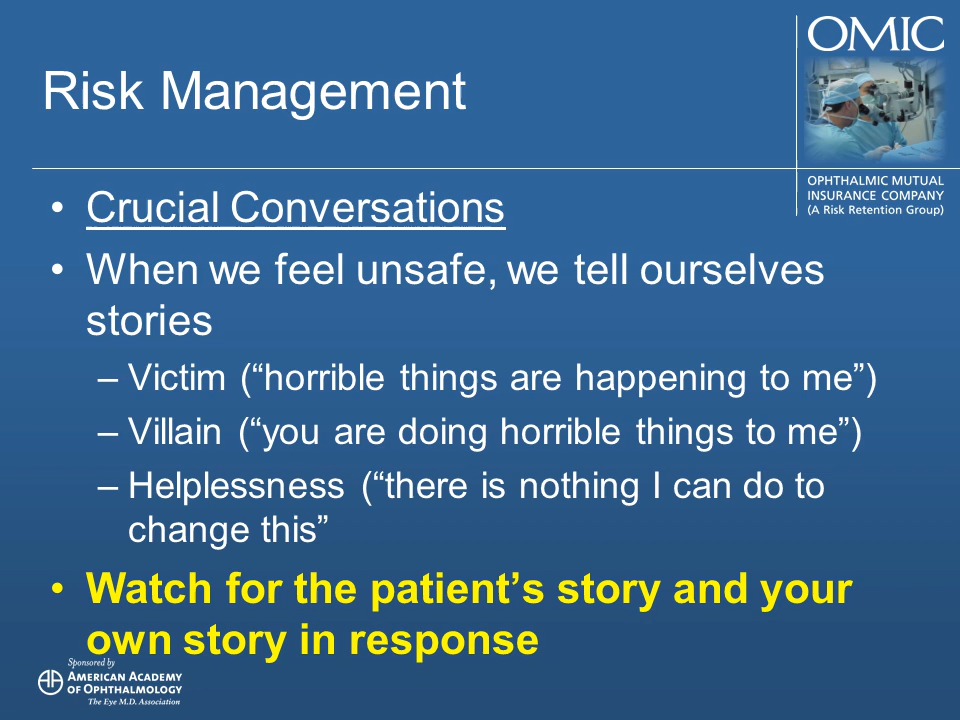 OMIC
Risk Management
OPHTHALMIC MUTUAL
INSURANCE COMPANY
(A Risk Retention Group)
• Crucial Conversations
• When we feel unsafe, we tell ourselves
stories
– Victim (“horrible things are happening to me”)
– Villain (“you are doing horrible things to me”)
– Helplessness (“there is nothing I can do to
change this”
• Watch for the patient’s story and your
own story in response
Sponsored by
AMERICAN ACADEMY
OF OPHTHALMOLOGY
The Eye M.D. Association